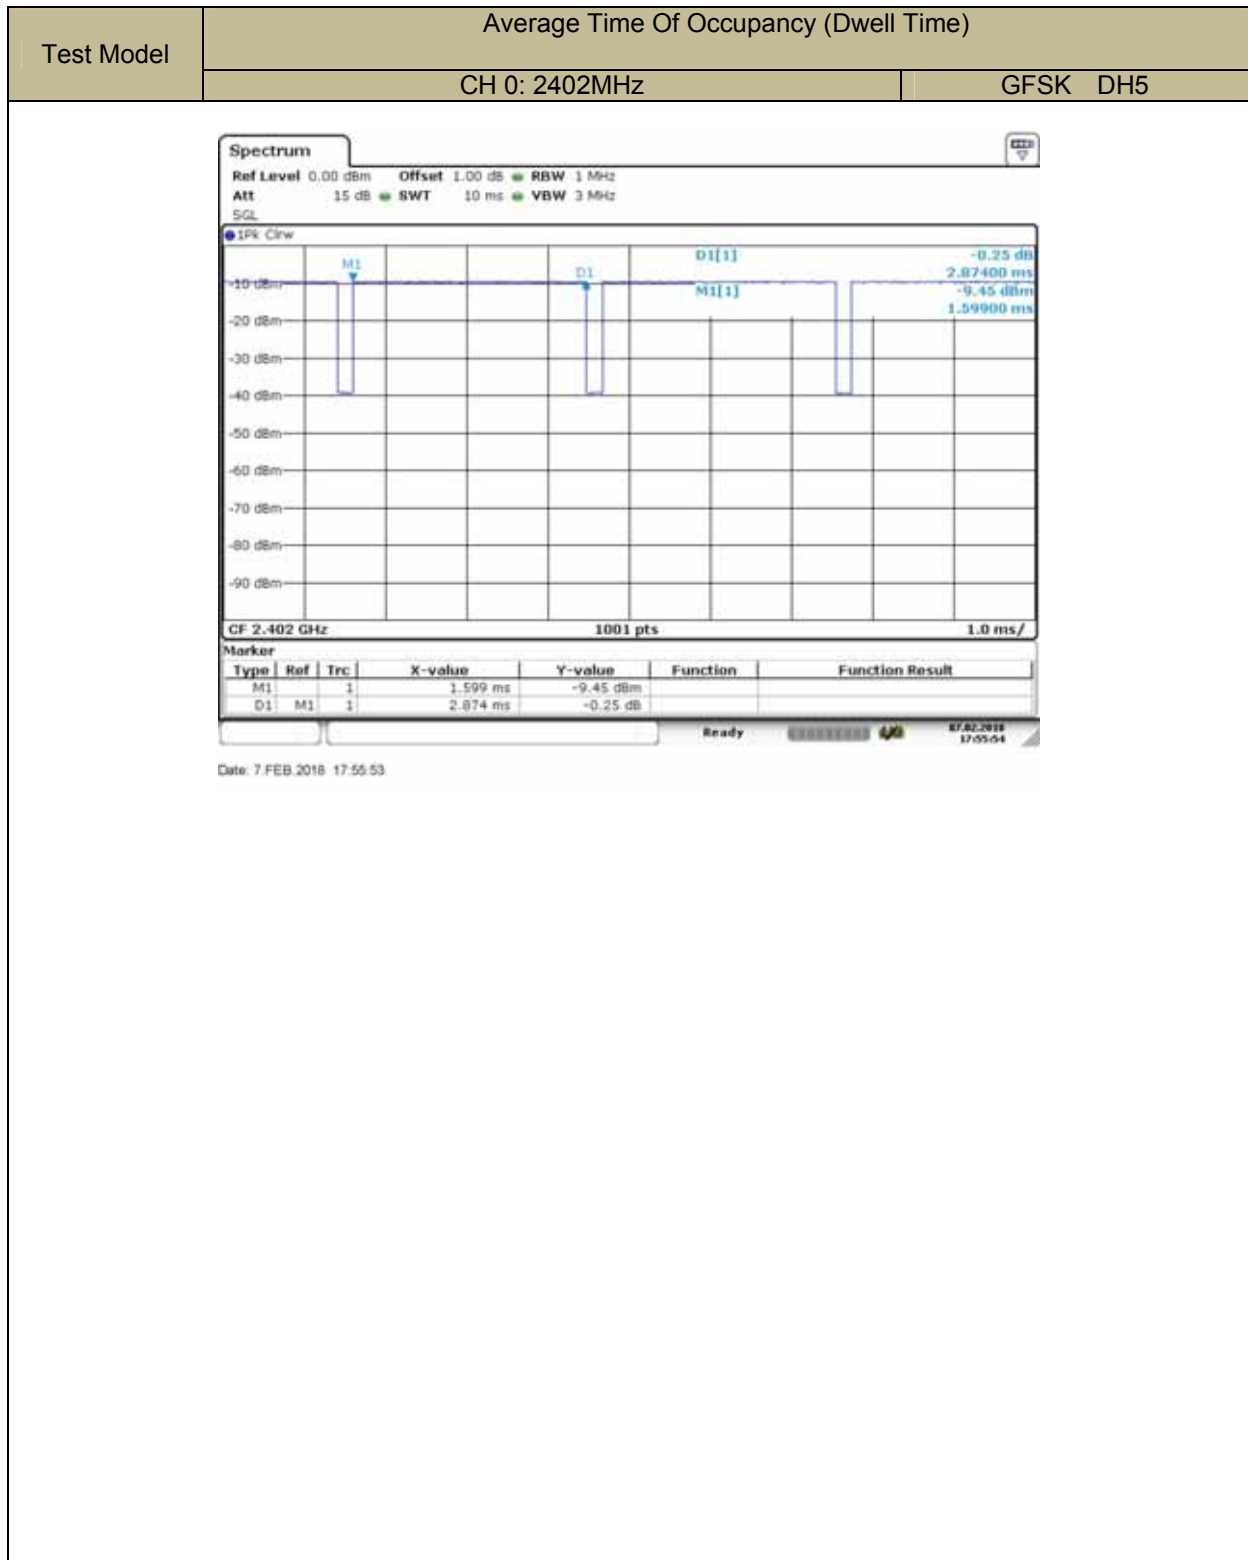 Test Model
Average Time Of Occupancy (Dwell Time)
CH 0: 2402MHz
GFSK DH5
Spectrum
Ref Level 0.00 dBm Offset 1.00 dB RBW 1 MHz
Att 15 dB SWT 10 ms VBW 3 MHz
SGL
1Pk Clrw
M1
D1
D1[1] -0.25 dB
2.87400 ms
M1[1] -9.45 dBm
1.59900 ms
-10 dBm
-20 dBm
-30 dBm
-40 dBm
-50 dBm
-60 dBm
-70 dBm
-80 dBm
-90 dBm
CF 2.402 GHz 1001 pts 1.0 ms/
Marker
Type Ref Trc X-value Y-value Function Function Result
M1 1 1.599 ms -9.45 dBm
D1 M1 1 2.874 ms -0.25 dB
Ready
07.02.2018
17:55:54
Date: 7.FEB.2018 17:55:53